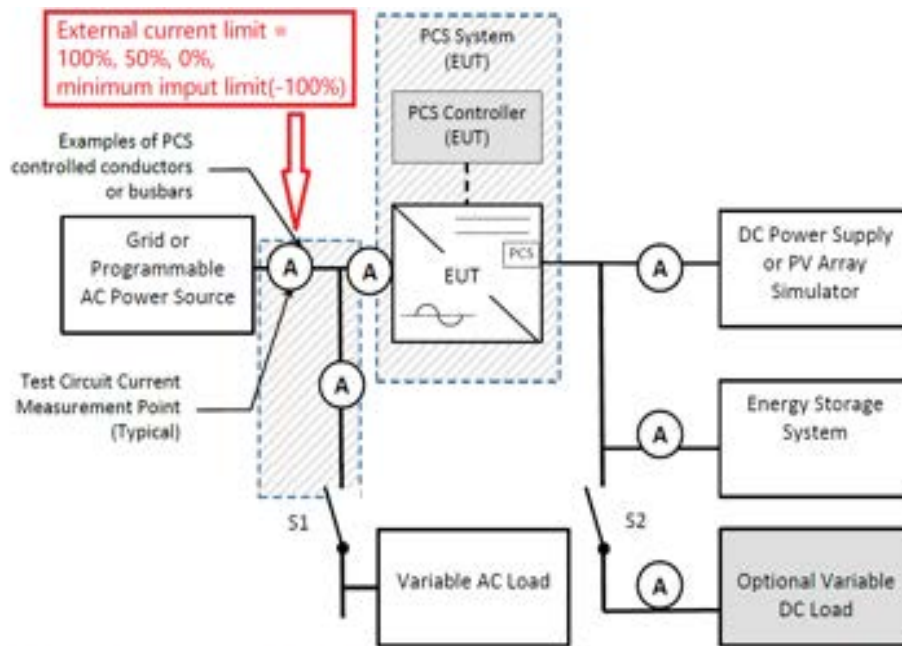 External current limit =
100%, 50%, 0%,
minimum imput limit(-100%)
PCS System
(EUT)
PCS Controller
(EUT)
Examples of PCS
controlled conductors
or busbars
Grid or
Programmable
AC Power Source
A
A
EUT
PCS
A
DC Power Supply
or PV Array
Simulator
Test Circuit Current
Measurement Point
(Typical)
A
A
Energy Storage
System
S1
S2
Variable AC Load
A
Optional Variable
DC Load